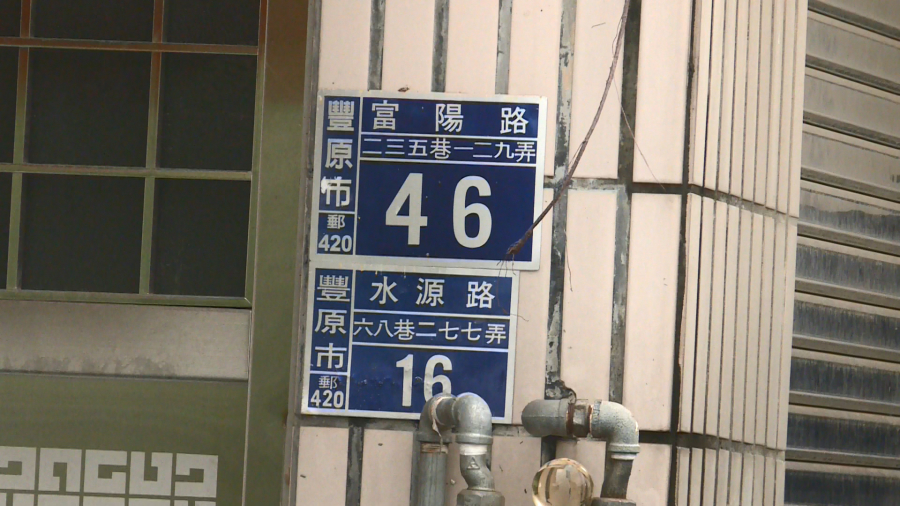 豐原市
郵
420
富陽路
二三五巷一二九弄
46
豐原市
郵
420
水源路
六八巷二七七弄
16